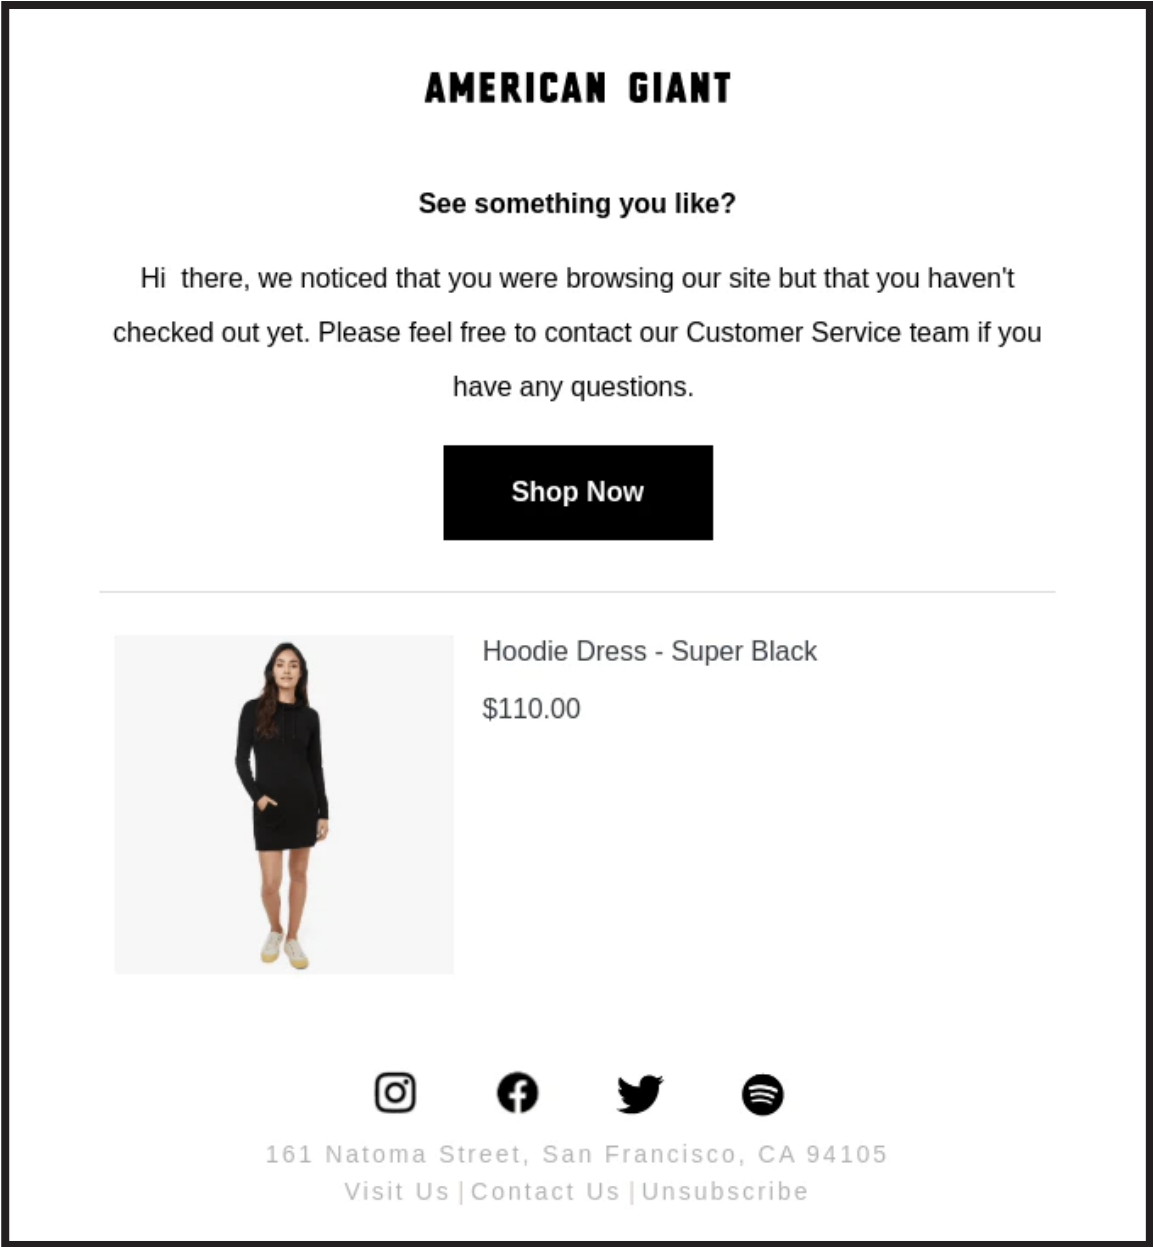 AMERICAN GIANT
See something you like?
Hi  there, we noticed that you were browsing our site but that you haven't
checked out yet. Please feel free to contact our Customer Service team if you
have any questions.
Shop Now
Hoodie Dress - Super Black
$110.00
161 Natoma Street, San Francisco, CA 94105
Visit Us | Contact Us | Unsubscribe